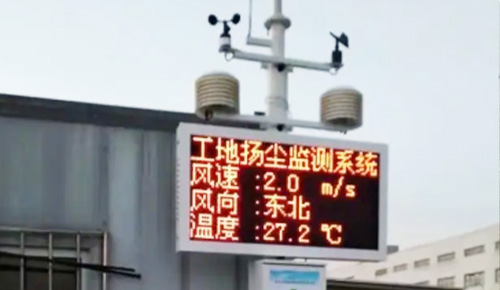 工地扬尘监测系统
风速:2.0 m/s
风向:东北
温度:27.2℃